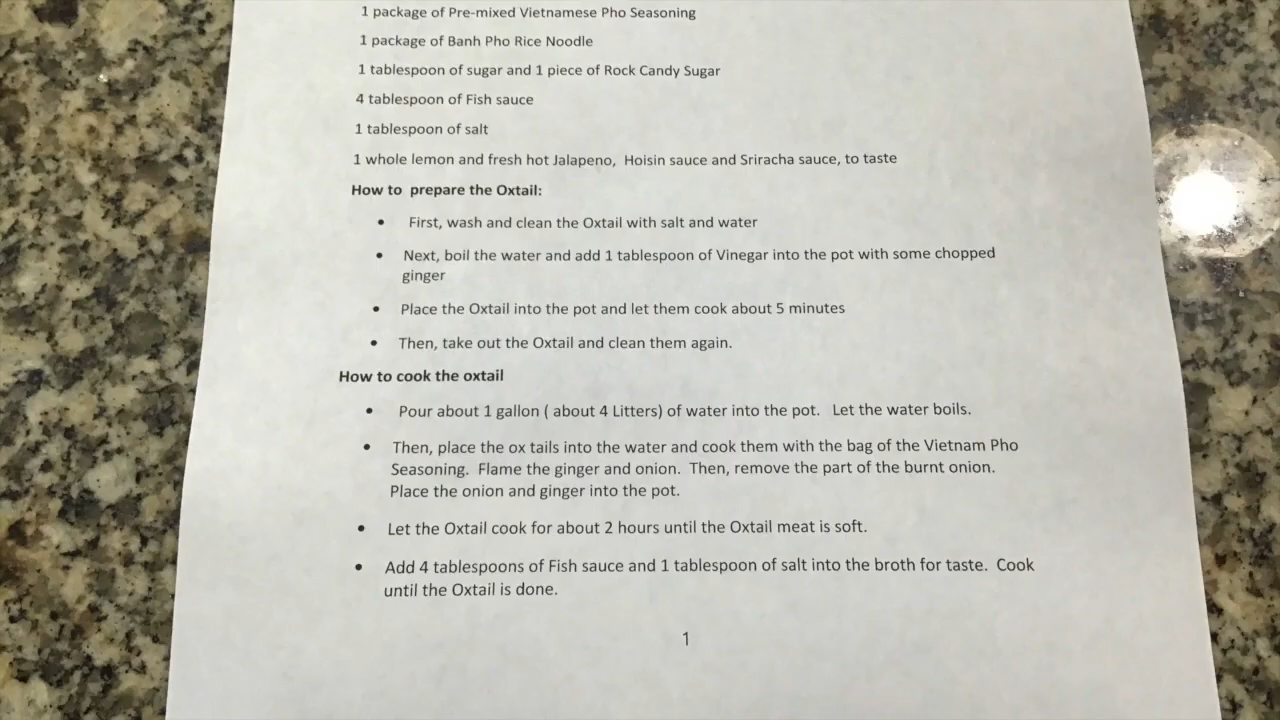 1 package of Pre-mixed Vietnamese Pho Seasoning
1 package of Banh Pho Rice Noodle
1 tablespoon of sugar and 1 piece of Rock Candy Sugar
4 tablespoon of Fish sauce
1 tablespoon of salt
1 whole lemon and fresh hot Jalapeno, Hoisin sauce and Sriracha sauce, to taste
How to prepare the Oxtail:
• First, wash and clean the Oxtail with salt and water
• Next, boil the water and add 1 tablespoon of Vinegar into the pot with some chopped
ginger
• Place the Oxtail into the pot and let them cook about 5 minutes
• Then, take out the Oxtail and clean them again.
How to cook the oxtail
• Pour about 1 gallon ( about 4 Litters) of water into the pot. Let the water boils.
• Then, place the ox tails into the water and cook them with the bag of the Vietnam Pho
Seasoning. Flame the ginger and onion. Then, remove the part of the burnt onion.
Place the onion and ginger into the pot.
• Let the Oxtail cook for about 2 hours until the Oxtail meat is soft.
• Add 4 tablespoons of Fish sauce and 1 tablespoon of salt into the broth for taste. Cook
until the Oxtail is done.
1